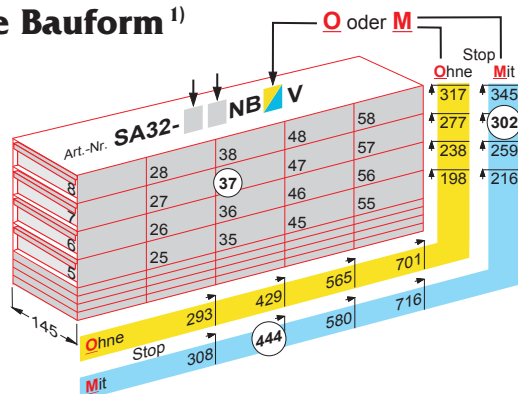 e Bauform 1)
O oder M
Stop
Ohne Mit
Art.-Nr. SA32- NB V
317 345
277 302
238 259
198 216
28 38 48 58
27 37 47 57
26 36 46 56
25 35 45 55
8
7
6
5
145
Ohne 293 429 565 701
Stop
Mit 308 444 580 716